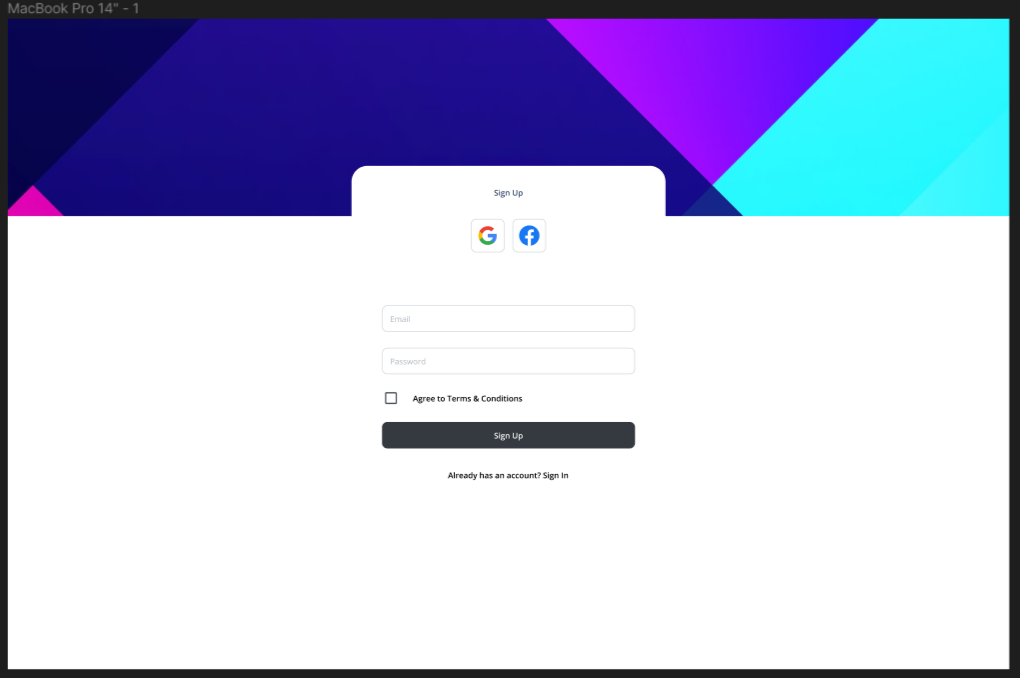 MacBook Pro 14" - 1
Sign Up
Email
Password
Agree to Terms & Conditions
Sign Up
Already has an account? Sign In